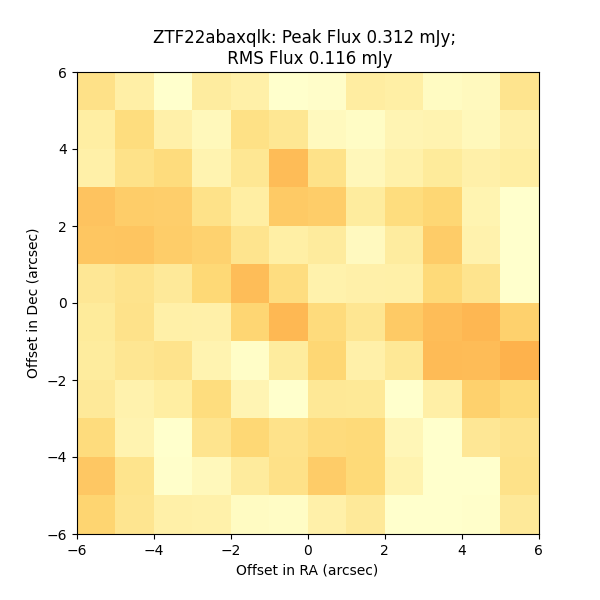 ZTF22abaxqlk: Peak Flux 0.312 mJy;
RMS Flux 0.116 mJy
6
4
2
0
−2
−4
−6
Offset in Dec (arcsec)
−6 −4 −2 0 2 4 6
Offset in RA (arcsec)